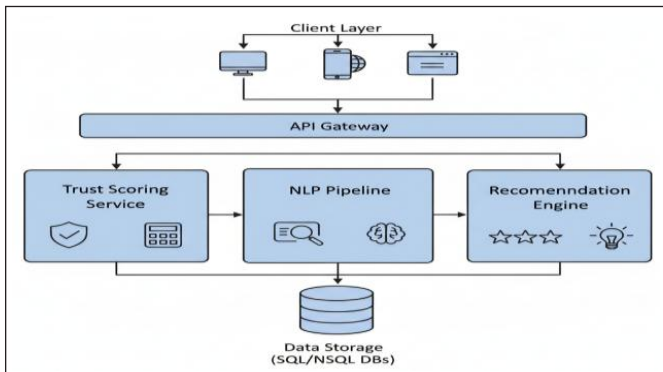 Client Layer
API Gateway
Trust Scoring
Service
NLP Pipeline
Recomenndation
Engine
Data Storage
(SQL/NSQL DBs)